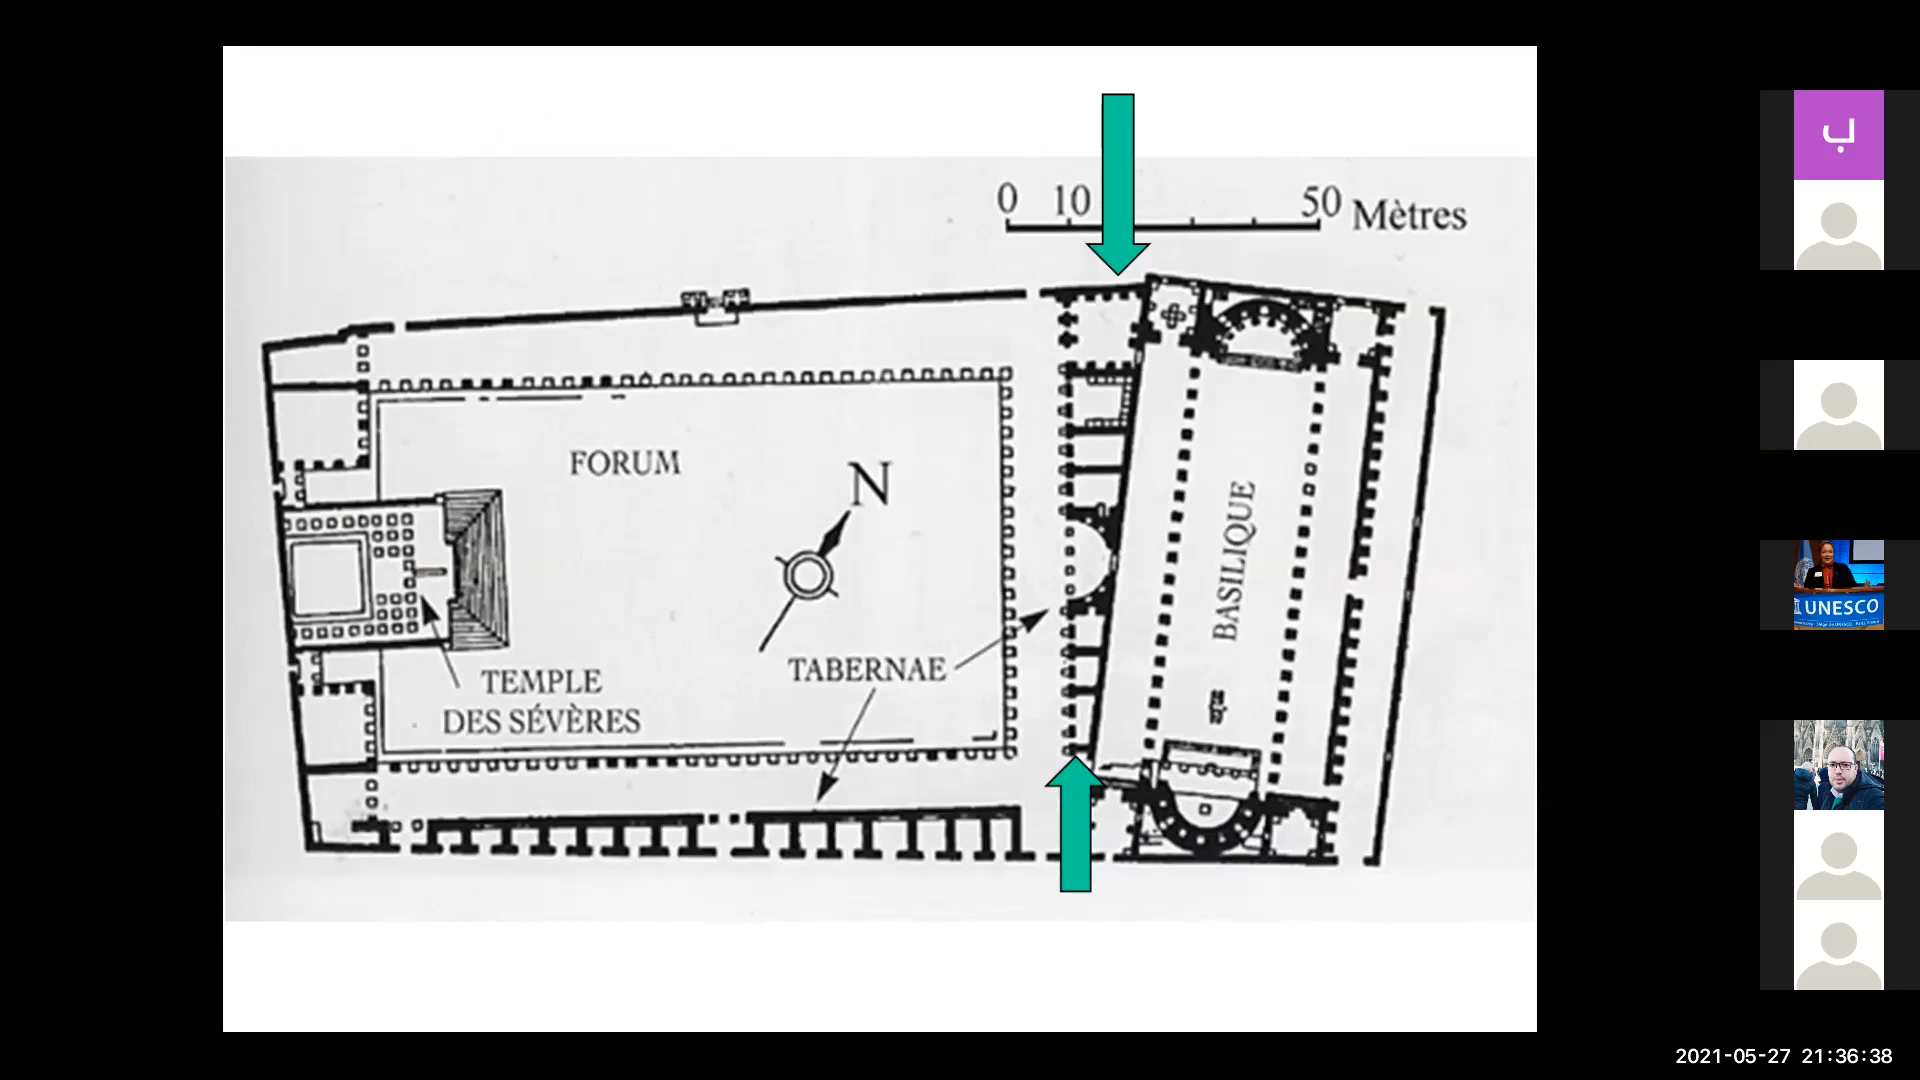 0 10 50 Mètres
FORUM
N
BASILIQUE
TABERNAE
TEMPLE
DES SÉVÈRES
ب
UNESCO
2021-05-27 21:36:38